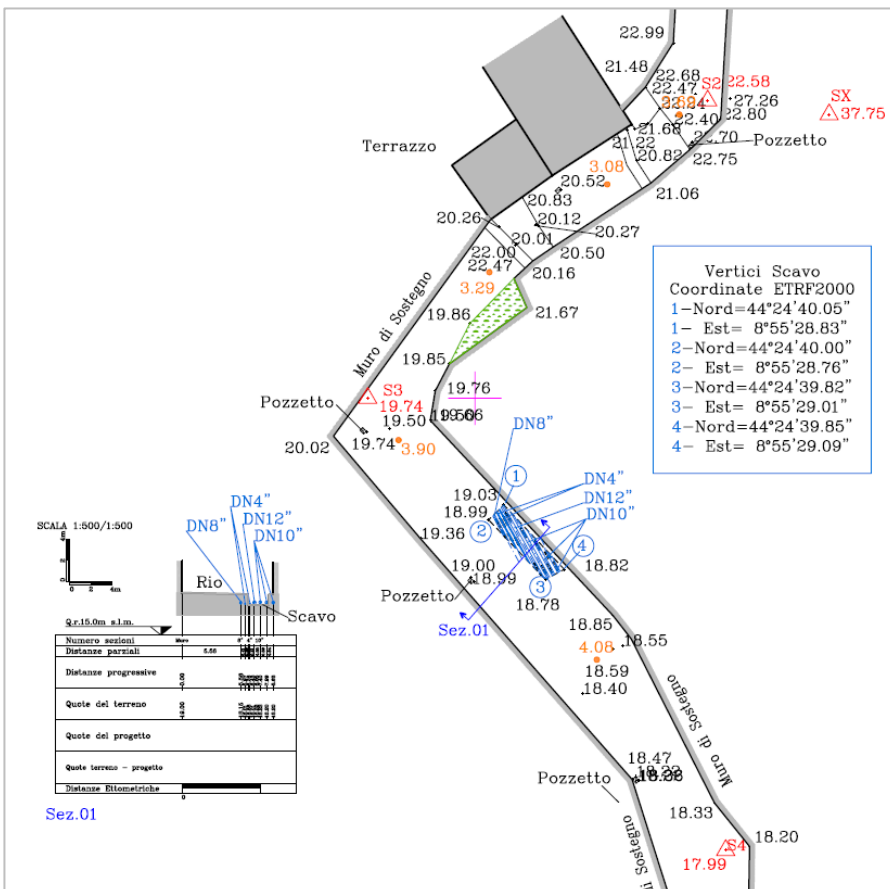 22.99
21.48
22.68
22.47
S2 22.58
SX
37.75
27.26
22.40
22.80
21.68
Pozzetto
21.22
20.82
22.75
Terrazzo
3.08
20.52
20.83
21.06
20.26
20.12
20.27
20.01
20.50
22.00
22.47
20.16
3.29
21.67
Muro di Sostegno
19.86
19.85
Vertici Scavo
Coordinate ETRF2000
1-Nord=44°24'40.05"
1- Est= 8°55'28.83"
2-Nord=44°24'40.00"
2- Est= 8°55'28.76"
3-Nord=44°24'39.82"
3- Est= 8°55'29.01"
4-Nord=44°24'39.85"
4- Est= 8°55'29.09"
S3
19.74
19.76
Pozzetto
19.50
20.02
19.74
3.90
DN8"
DN4"
DN12"
DN10"
19.03
1
18.99
2
19.36
4
18.82
3
19.00
18.99
Pozzetto
18.78
Sez.01
18.85
18.55
4.08
18.59
18.40
Muro di Sostegno
18.47
Pozzetto
18.33
18.20
S4
17.99
di Sostegno
SCALA 1:500/1:500
0 2 4m
DN4"
DN8"
DN12"
DN10"
Rio
Scavo
Q.r.15.0m s.l.m.
Numero sezioni Muro 8" 4" 10"
Distanze parziali
Distanze progressive
Quote del terreno
Quote del progetto
Quote terreno - progetto
Distanze Ettometriche
0
Sez.01